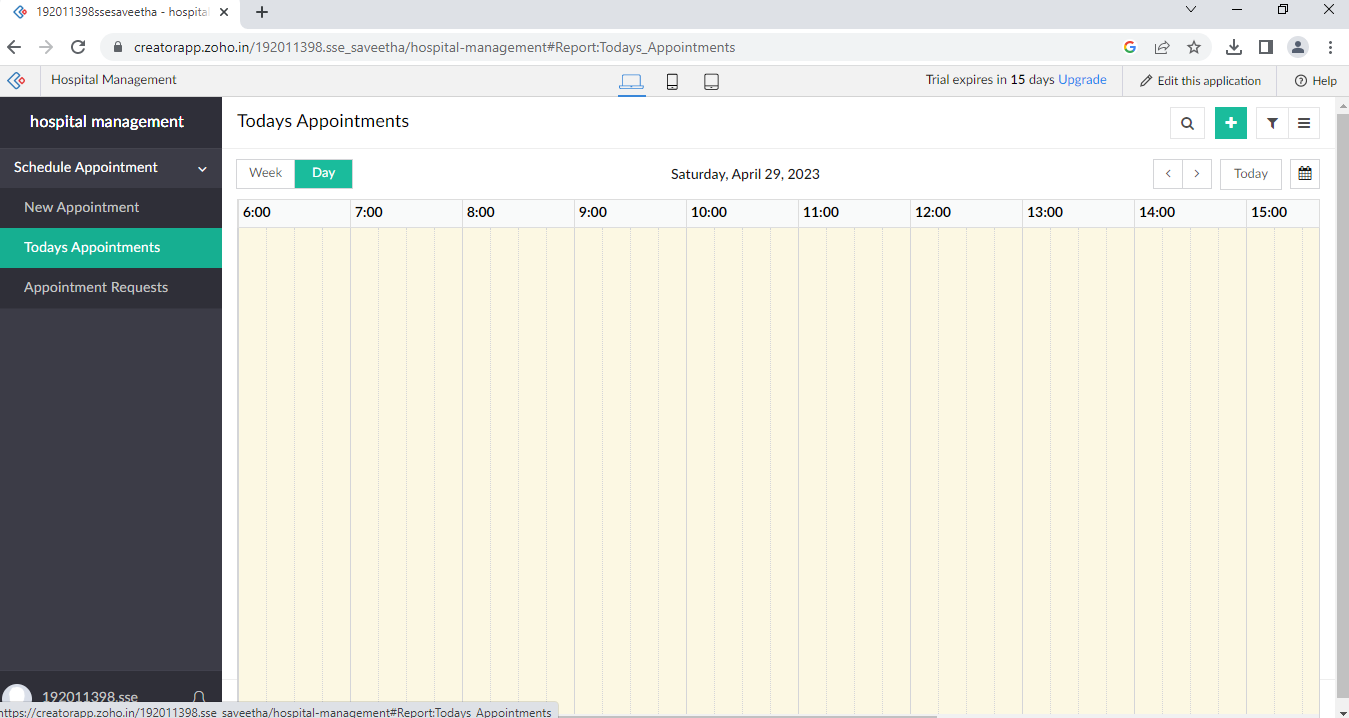 192011398ssesaveetha - hospital
creatorapp.zoho.in/192011398.sse_saveetha/hospital-management#Report:Todays_Appointments
Hospital Management
Trial expires in 15 days Upgrade
Edit this application
Help
hospital management
Todays Appointments
Schedule Appointment
Week Day
Saturday, April 29, 2023
Today
New Appointment
6:00 7:00 8:00 9:00 10:00 11:00 12:00 13:00 14:00 15:00
Todays Appointments
Appointment Requests
192011398.sse
https://creatorapp.zoho.in/192011398.sse_saveetha/hospital-management#Report:Todays_Appointments